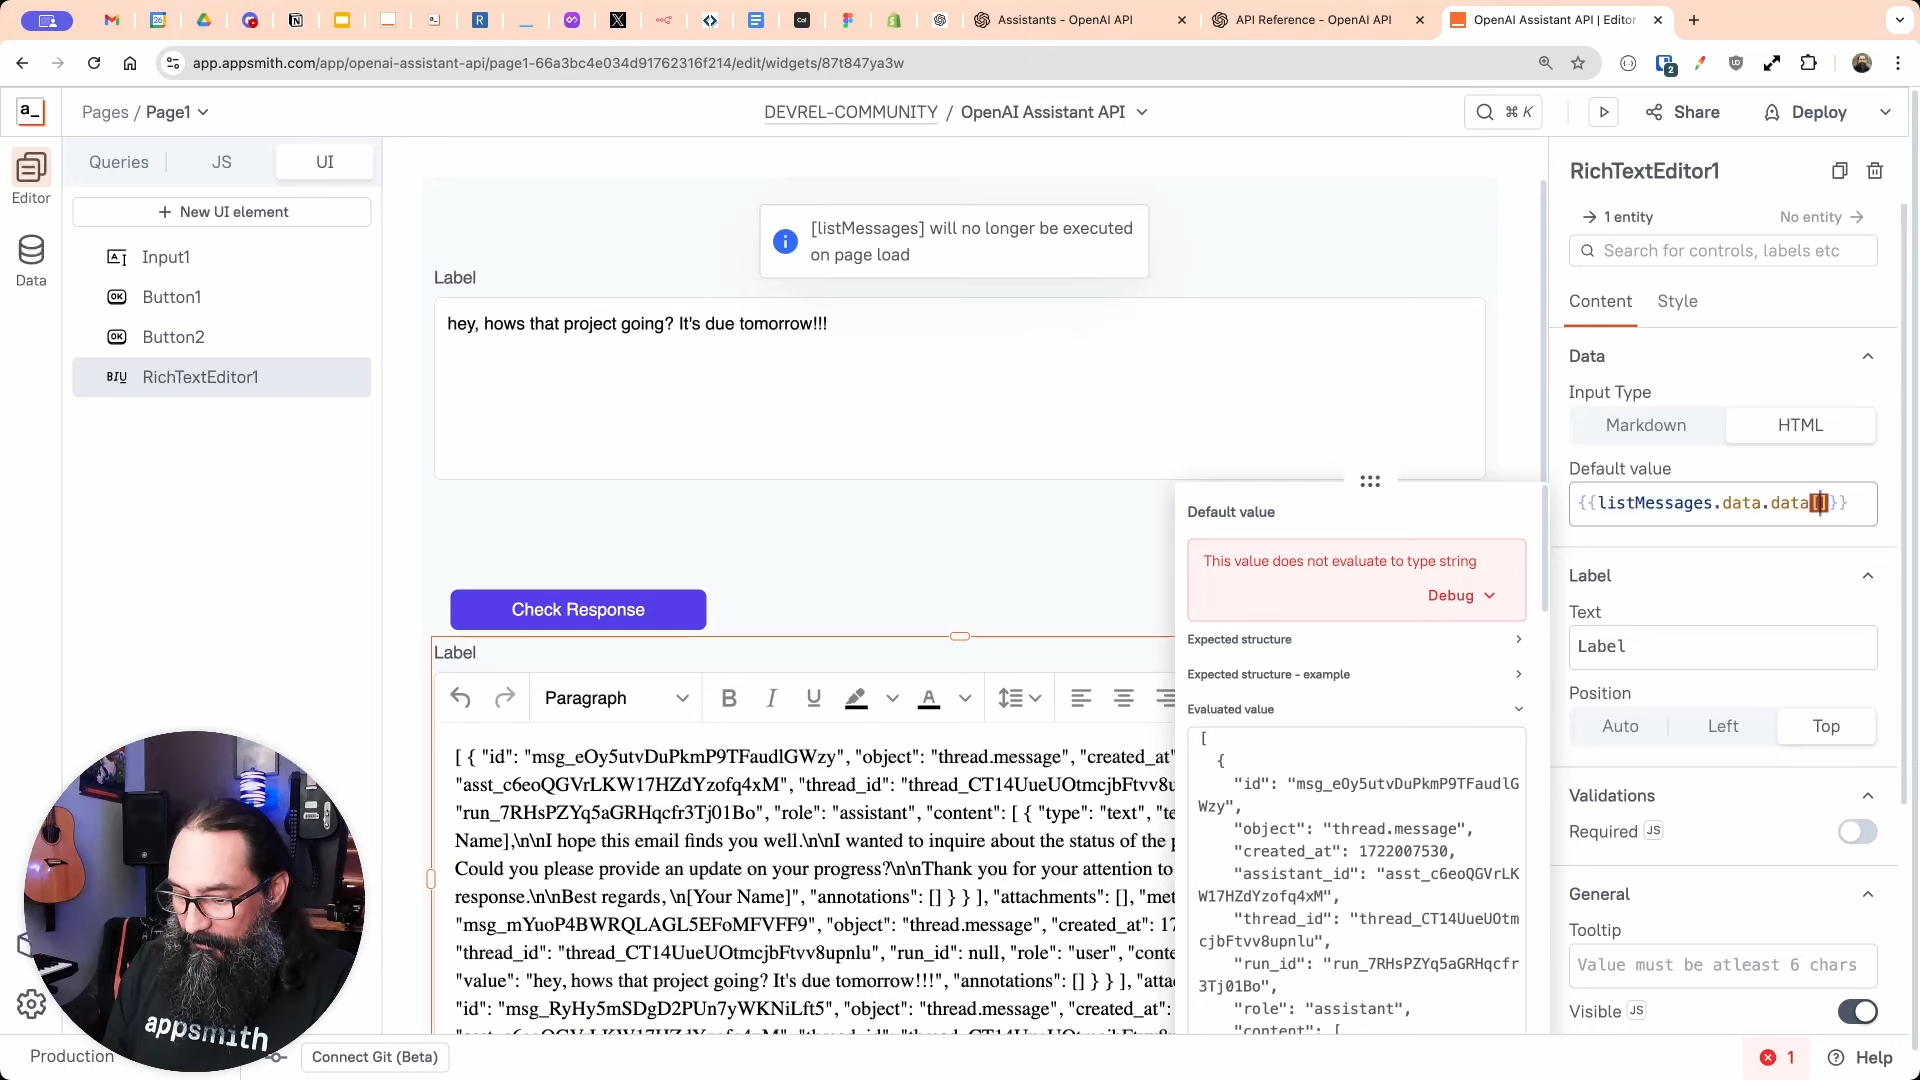 Assistants - OpenAI API
API Reference - OpenAI API
OpenAI Assistant API | Editor
app.appsmith.com/app/openai-assistant-api/page1-66a3bc4e034d91762316f214/edit/widgets/87t847ya3w
2
a_
Pages / Page1
DEVREL-COMMUNITY / OpenAI Assistant API
⌘ K
Share
Deploy
Editor
Data
Queries
JS
UI
+ New UI element
Input1
Button1
Button2
RichTextEditor1
[listMessages] will no longer be executed
on page load
Label
hey, hows that project going? It's due tomorrow!!!
Check Response
Label
Paragraph
B I U A
[ { "id": "msg_eOy5utvDuPkmP9TFaudlGWzy", "object": "thread.message", "created_at"
"asst_c6eoQGVrLKW17HZdYzofq4xM", "thread_id": "thread_CT14UueUOtmcjbFtvv8u
"run_7RHsPZYq5aGRHqcfr3Tj01Bo", "role": "assistant", "content": [ { "type": "text", "te
Name],\n\nI hope this email finds you well.\n\nI wanted to inquire about the status of the p
Could you please provide an update on your progress?\n\nThank you for your attention to
response.\n\nBest regards, \n[Your Name]", "annotations": [] } } ], "attachments": [], "met
"msg_mYuoP4BWRQLAGL5EFoMFVFF9", "object": "thread.message", "created_at": 17
"thread_id": "thread_CT14UueUOtmcjbFtvv8upnlu", "run_id": null, "role": "user", "conte
"value": "hey, hows that project going? It's due tomorrow!!!", "annotations": [] } } ], "atta
"id": "msg_RyHy5mSDgD2PUn7yWKNiLft5", "object": "thread.message", "created_at":
Default value
This value does not evaluate to type string
Debug
Expected structure
Expected structure - example
Evaluated value
[
{
"id": "msg_eOy5utvDuPkmP9TFaudlG
Wzy",
"object": "thread.message",
"created_at": 1722007530,
"assistant_id": "asst_c6eoQGVrLK
W17HZdYzofq4xM",
"thread_id": "thread_CT14UueUOtm
cjbFtvv8upnlu",
"run_id": "run_7RHsPZYq5aGRHqcfr
3Tj01Bo",
"role": "assistant",
"content": [
RichTextEditor1
1 entity
No entity
Search for controls, labels etc
Content
Style
Data
Input Type
Markdown
HTML
Default value
{{listMessages.data.data[]}}
Label
Text
Label
Position
Auto
Left
Top
Validations
Required JS
General
Tooltip
Value must be atleast 6 chars
Visible JS
appsmith
Production
Connect Git (Beta)
1
Help